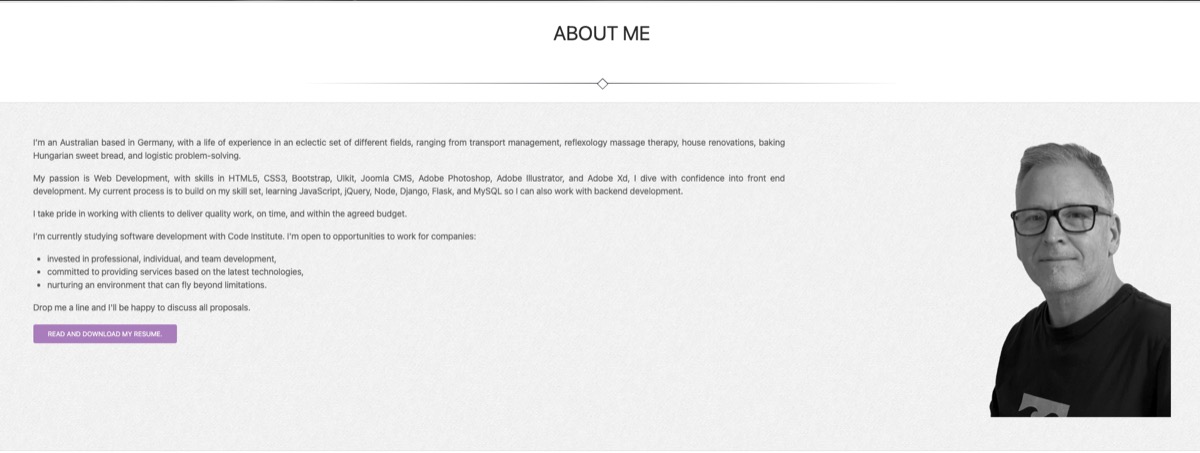 ABOUT ME
I'm an Australian based in Germany, with a life of experience in an eclectic set of different fields, ranging from transport management, reflexology massage therapy, house renovations, baking
Hungarian sweet bread, and logistic problem-solving.
My passion is Web Development, with skills in HTML5, CSS3, Bootstrap, UIkit, Joomla CMS, Adobe Photoshop, Adobe Illustrator, and Adobe Xd, I dive with confidence into front end
development. My current process is to build on my skill set, learning JavaScript, jQuery, Node, Django, Flask, and MySQL so I can also work with backend development.
I take pride in working with clients to deliver quality work, on time, and within the agreed budget.
I'm currently studying software development with Code Institute. I'm open to opportunities to work for companies:
• invested in professional, individual, and team development,
• committed to providing services based on the latest technologies,
• nurturing an environment that can fly beyond limitations.
Drop me a line and I'll be happy to discuss all proposals.
READ AND DOWNLOAD MY RESUME.